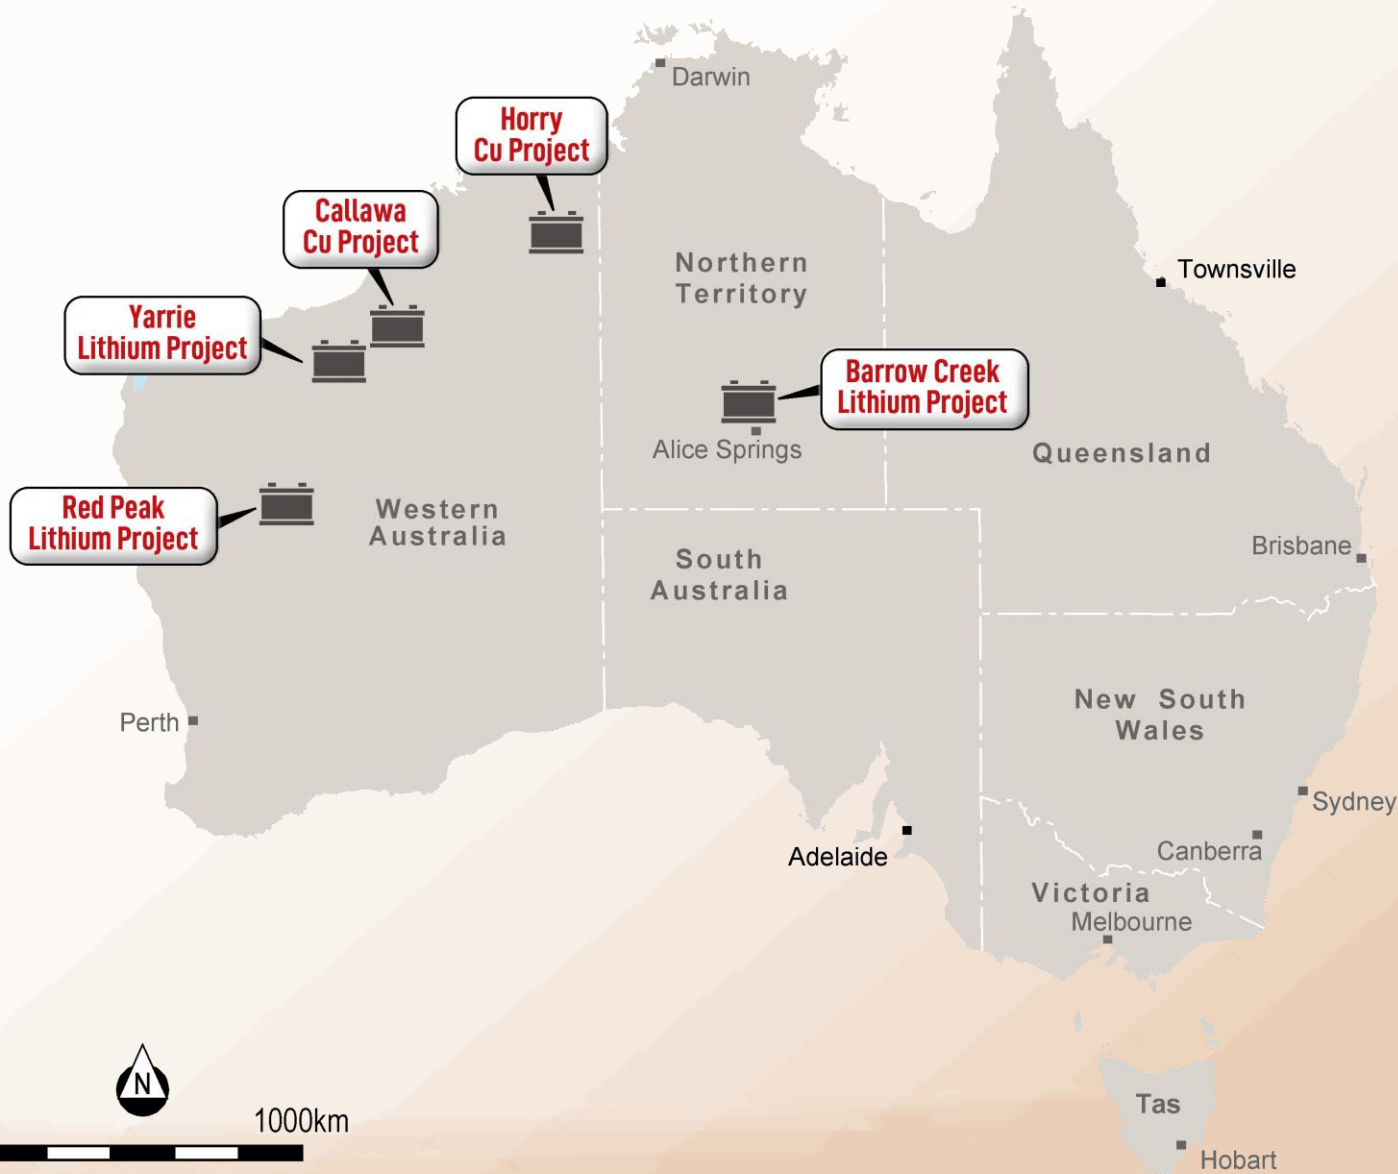 Darwin
Horry
Cu Project
Callawa
Cu Project
Northern
Territory
Townsville
Yarrie
Lithium Project
Barrow Creek
Lithium Project
Alice Springs
Queensland
Red Peak
Lithium Project
Western
Australia
South
Australia
Brisbane
New South
Wales
Perth
Sydney
Adelaide
Canberra
Victoria
Melbourne
N
1000km
Tas
Hobart